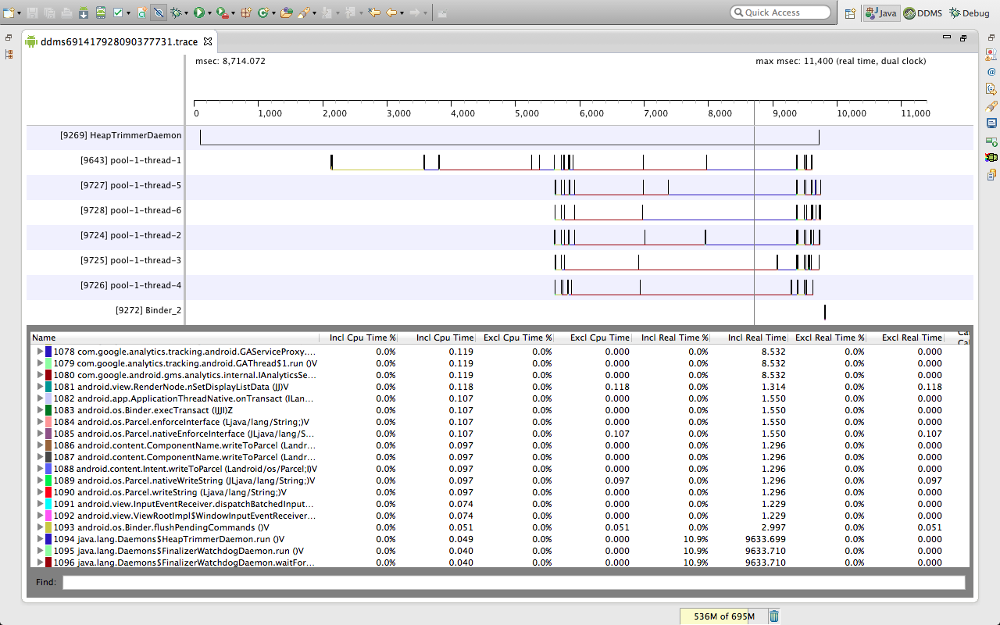 Quick Access Java DDMS Debug
ddms691417928090377731.trace
msec: 8,714.072 max msec: 11,400 (real time, dual clock)
0 1,000 2,000 3,000 4,000 5,000 6,000 7,000 8,000 9,000 10,000 11,000
[9269] HeapTrimmerDaemon
[9643] pool-1-thread-1
[9727] pool-1-thread-5
[9728] pool-1-thread-6
[9724] pool-1-thread-2
[9725] pool-1-thread-3
[9726] pool-1-thread-4
[9272] Binder_2
Name Incl Cpu Time % Incl Cpu Time Excl Cpu Time % Excl Cpu Time Incl Real Time % Incl Real Time Excl Real Time % Excl Real Time
1078 com.google.analytics.tracking.android.GAServiceProxy.... 0.0% 0.119 0.0% 0.000 0.0% 8.532 0.0% 0.000
1079 com.google.analytics.tracking.android.GAThread$1.run ()V 0.0% 0.119 0.0% 0.000 0.0% 8.532 0.0% 0.000
1080 com.google.android.gms.analytics.internal.IAnalyticsSe... 0.0% 0.119 0.0% 0.000 0.0% 8.532 0.0% 0.000
1081 android.view.RenderNode.nSetDisplayListData (JJ)V 0.0% 0.118 0.0% 0.118 0.0% 1.314 0.0% 0.118
1082 android.app.ApplicationThreadNative.onTransact (ILan... 0.0% 0.107 0.0% 0.000 0.0% 1.550 0.0% 0.000
1083 android.os.Binder.execTransact (IJJI)Z 0.0% 0.107 0.0% 0.000 0.0% 1.550 0.0% 0.000
1084 android.os.Parcel.enforceInterface (Ljava/lang/String;)V 0.0% 0.107 0.0% 0.000 0.0% 1.550 0.0% 0.000
1085 android.os.Parcel.nativeEnforceInterface (JLjava/lang/S... 0.0% 0.107 0.0% 0.107 0.0% 1.550 0.0% 0.107
1086 android.content.ComponentName.writeToParcel (Landr... 0.0% 0.097 0.0% 0.000 0.0% 1.296 0.0% 0.000
1087 android.content.ComponentName.writeToParcel (Landr... 0.0% 0.097 0.0% 0.000 0.0% 1.296 0.0% 0.000
1088 android.content.Intent.writeToParcel (Landroid/os/Parcel;I)V 0.0% 0.097 0.0% 0.000 0.0% 1.296 0.0% 0.000
1089 android.os.Parcel.nativeWriteString (JLjava/lang/String;)V 0.0% 0.097 0.0% 0.097 0.0% 1.296 0.0% 0.097
1090 android.os.Parcel.writeString (Ljava/lang/String;)V 0.0% 0.097 0.0% 0.000 0.0% 1.296 0.0% 0.000
1091 android.view.InputEventReceiver.dispatchBatchedInput... 0.0% 0.074 0.0% 0.000 0.0% 1.229 0.0% 0.000
1092 android.view.ViewRootImpl$WindowInputEventReceiver... 0.0% 0.074 0.0% 0.000 0.0% 1.229 0.0% 0.000
1093 android.os.Binder.flushPendingCommands ()V 0.0% 0.051 0.0% 0.051 0.0% 2.997 0.0% 0.051
1094 java.lang.Daemons$HeapTrimmerDaemon.run ()V 0.0% 0.049 0.0% 0.000 10.9% 9633.699 0.0% 0.000
1095 java.lang.Daemons$FinalizerWatchdogDaemon.run ()V 0.0% 0.040 0.0% 0.000 10.9% 9633.710 0.0% 0.000
1096 java.lang.Daemons$FinalizerWatchdogDaemon.waitFor... 0.0% 0.040 0.0% 0.000 10.9% 9633.710 0.0% 0.000
Find:
536M of 695M